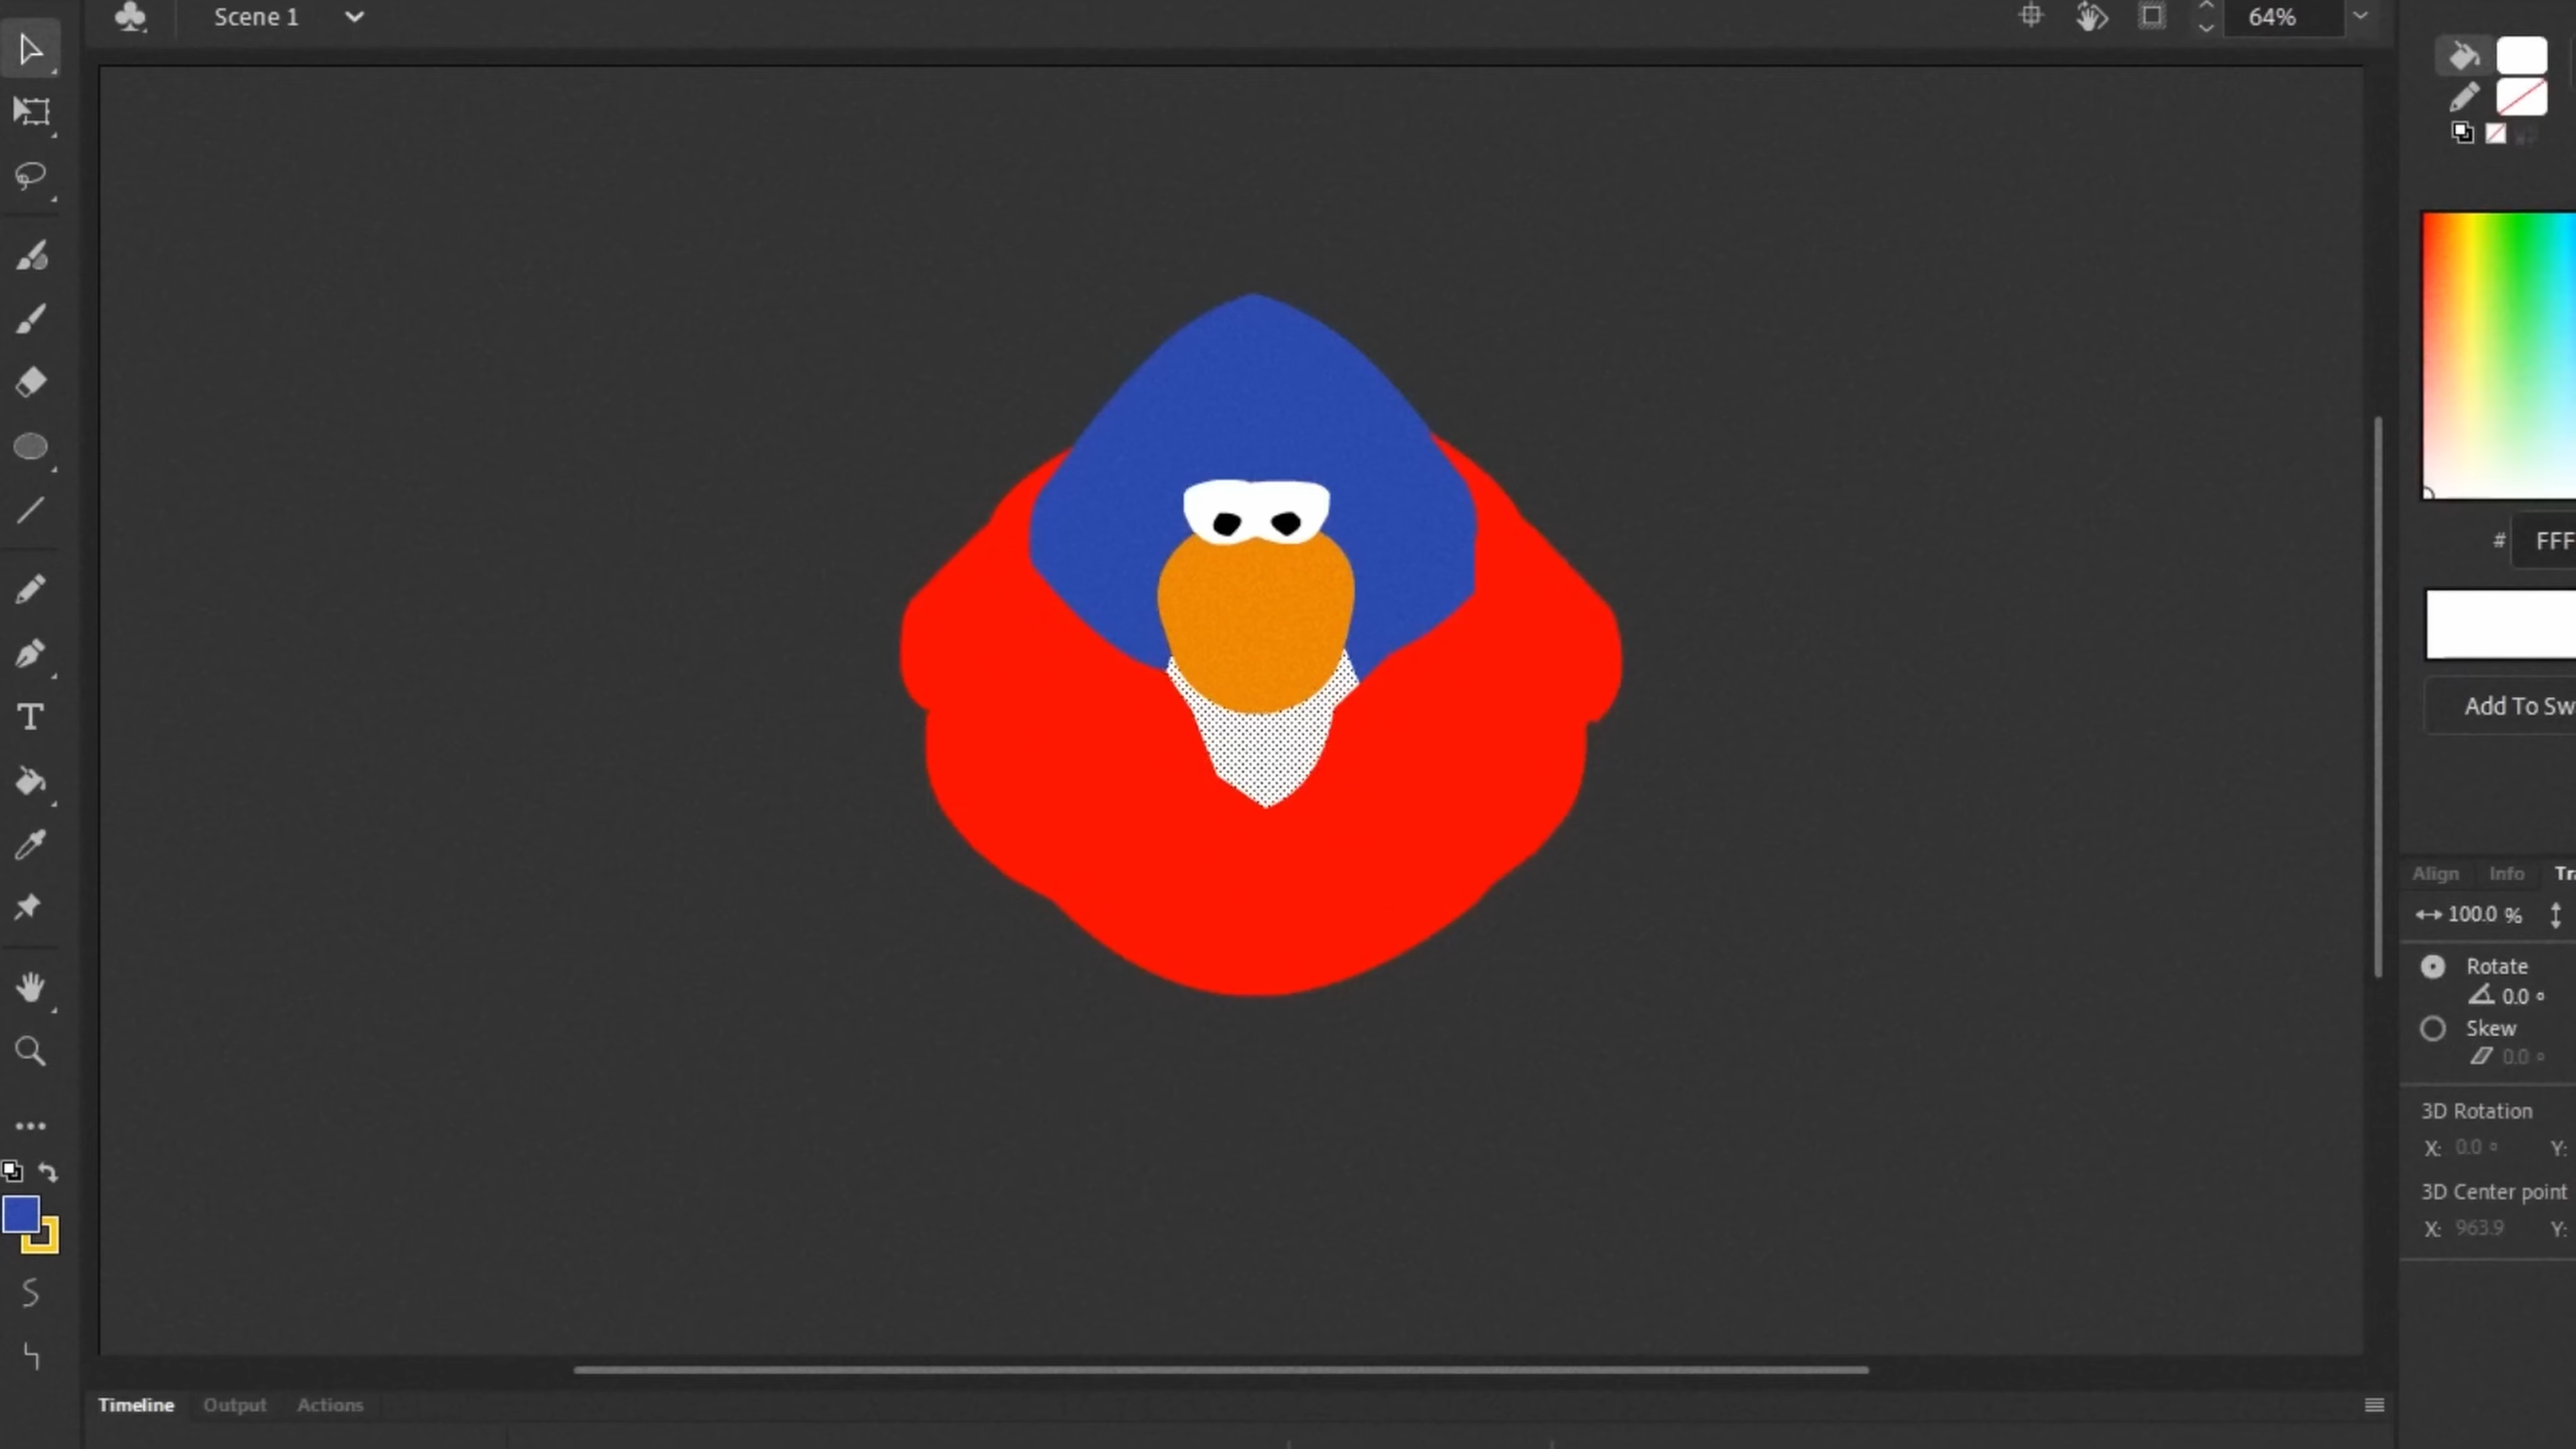 Scene 1
64%
# FFF
Add To Sw
Align Info Tr
100.0 %
Rotate
0.0 °
Skew
0.0 °
3D Rotation
X: 0.0 ° Y:
3D Center point
X: 963.9 Y:
Timeline Output Actions